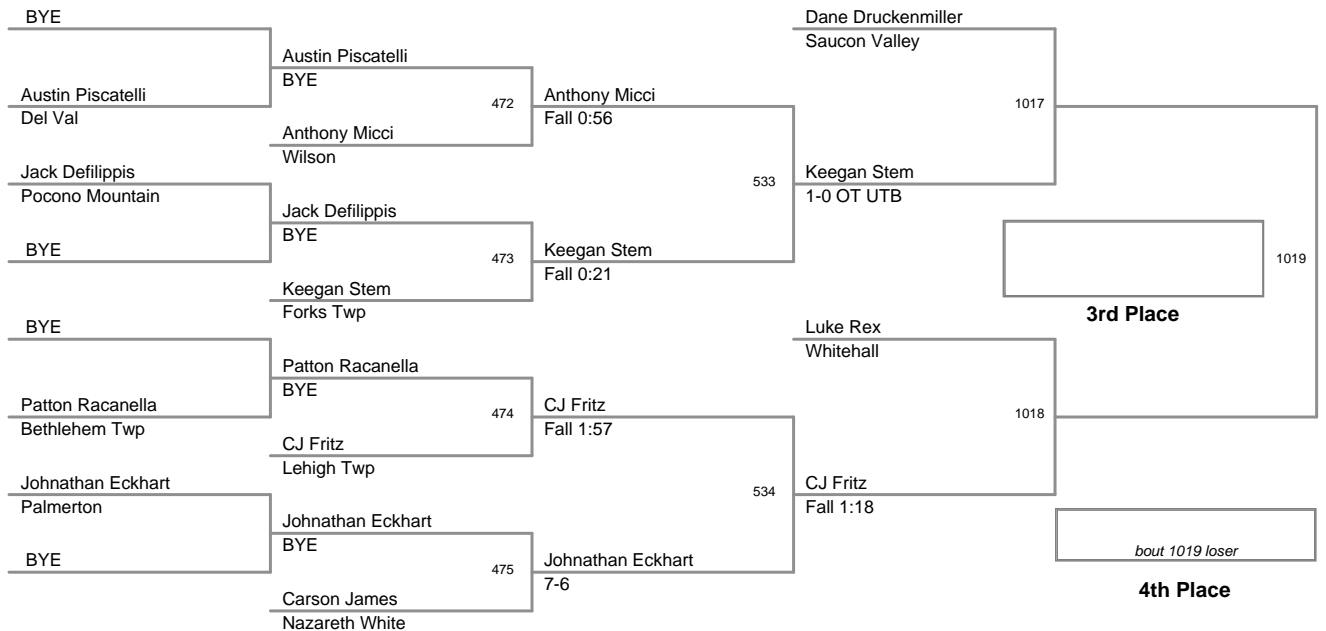 BYE
Austin Piscatelli
Del Val
Jack Defilippis
Pocono Mountain
BYE
BYE
Patton Racanella
Bethlehem Twp
Johnathan Eckhart
Palmerton
BYE
Austin Piscatelli
BYE
472
Anthony Micci
Wilson
Jack Defilippis
BYE
473
Keegan Stem
Forks Twp
Patton Racanella
BYE
474
CJ Fritz
Lehigh Twp
Johnathan Eckhart
BYE
475
Carson James
Nazareth White
Anthony Micci
Fall 0:56
533
Keegan Stem
Fall 0:21
CJ Fritz
Fall 1:57
534
Johnathan Eckhart
7-6
Dane Druckenmiller
Saucon Valley
1017
Keegan Stem
1-0 OT UTB
1019
3rd Place
Luke Rex
Whitehall
1018
CJ Fritz
Fall 1:18
bout 1019 loser
4th Place